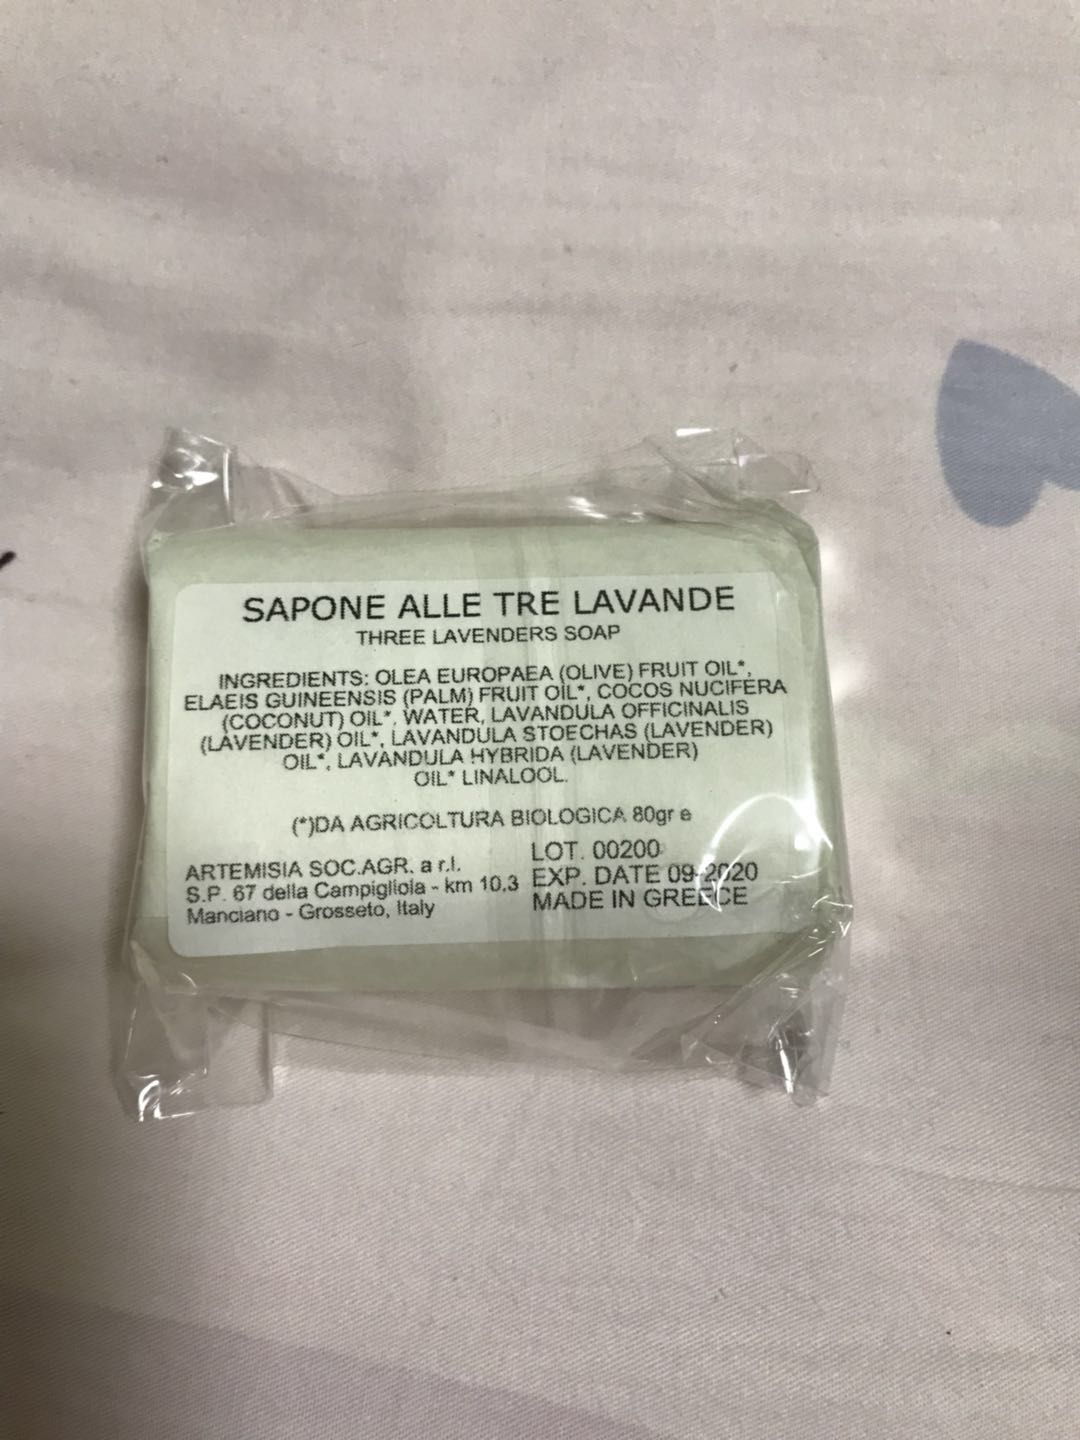 SAPONE ALLE TRE LAVANDE
THREE LAVENDERS SOAP
INGREDIENTS: OLEA EUROPAEA (OLIVE) FRUIT OIL*,
ELAEIS GUINEENSIS (PALM) FRUIT OIL*, COCOS NUCIFERA
(COCONUT) OIL*, WATER, LAVANDULA OFFICINALIS
(LAVENDER) OIL*, LAVANDULA STOECHAS (LAVENDER)
OIL*, LAVANDULA HYBRIDA (LAVENDER)
OIL* LINALOOL.
(*)DA AGRICOLTURA BIOLOGICA 80gr e
ARTEMISIA SOC.AGR. a r.l.
S.P. 67 della Campigliola - km 10,3
Manciano - Grosseto, Italy
LOT. 00200
EXP. DATE 09-2020
MADE IN GREECE